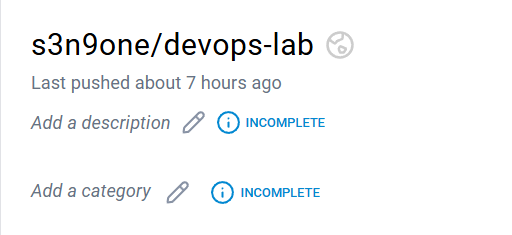 s3n9one/devops-lab
Last pushed about 7 hours ago
Add a description INCOMPLETE
Add a category INCOMPLETE